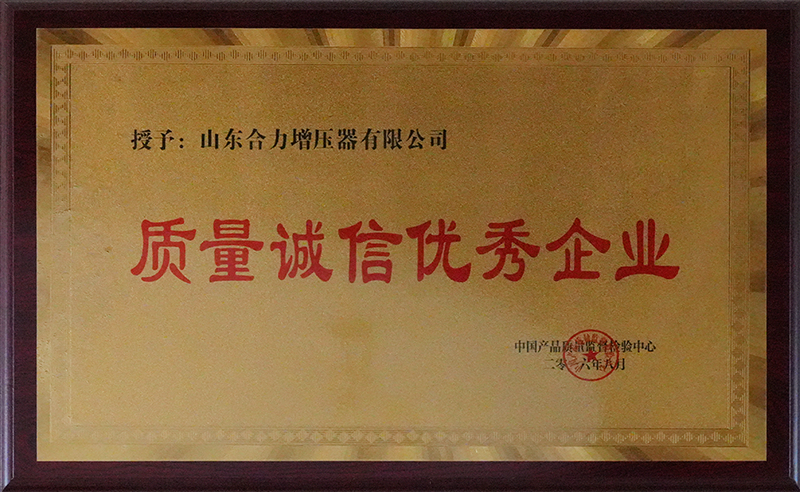 授予：山东合力增压器有限公司
质量诚信优秀企业
中国产品质量监督检验中心
二零 六年八月